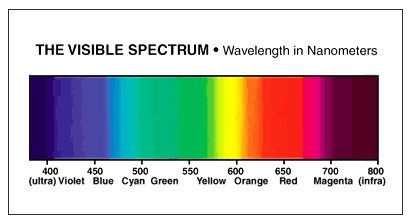 THE VISIBLE SPECTRUM • Wavelength in Nanometers
400 450 500 550 600 650 700 800
(ultra) Violet Blue Cyan Green Yellow Orange Red Magenta (infra)